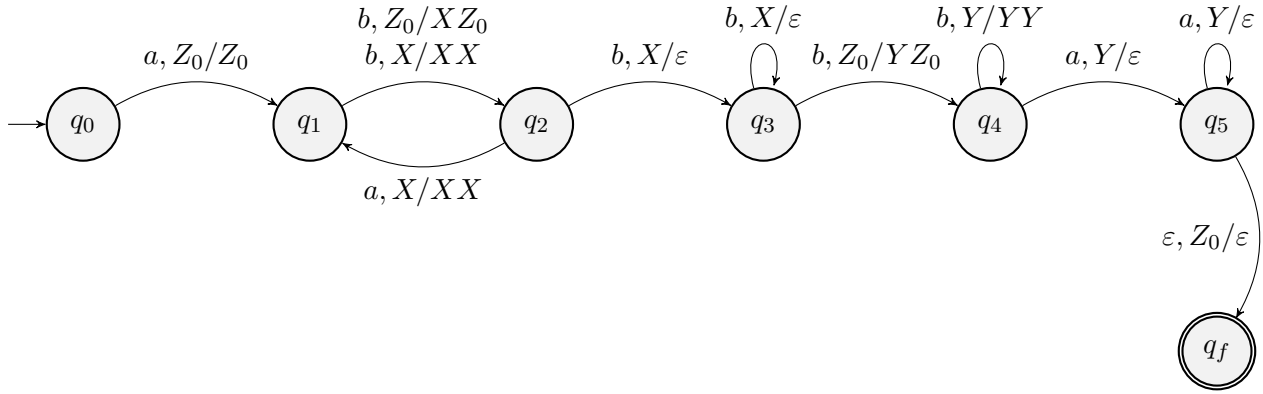 b, Z₀/XZ₀
b, X/ε
b, Y/YY
a, Y/ε
a, Z₀/Z₀
b, X/XX
b, X/ε
b, Z₀/YZ₀
a, Y/ε
q₀
q₁
q₂
q₃
q₄
q₅
a, X/XX
ε, Z₀/ε
q_f